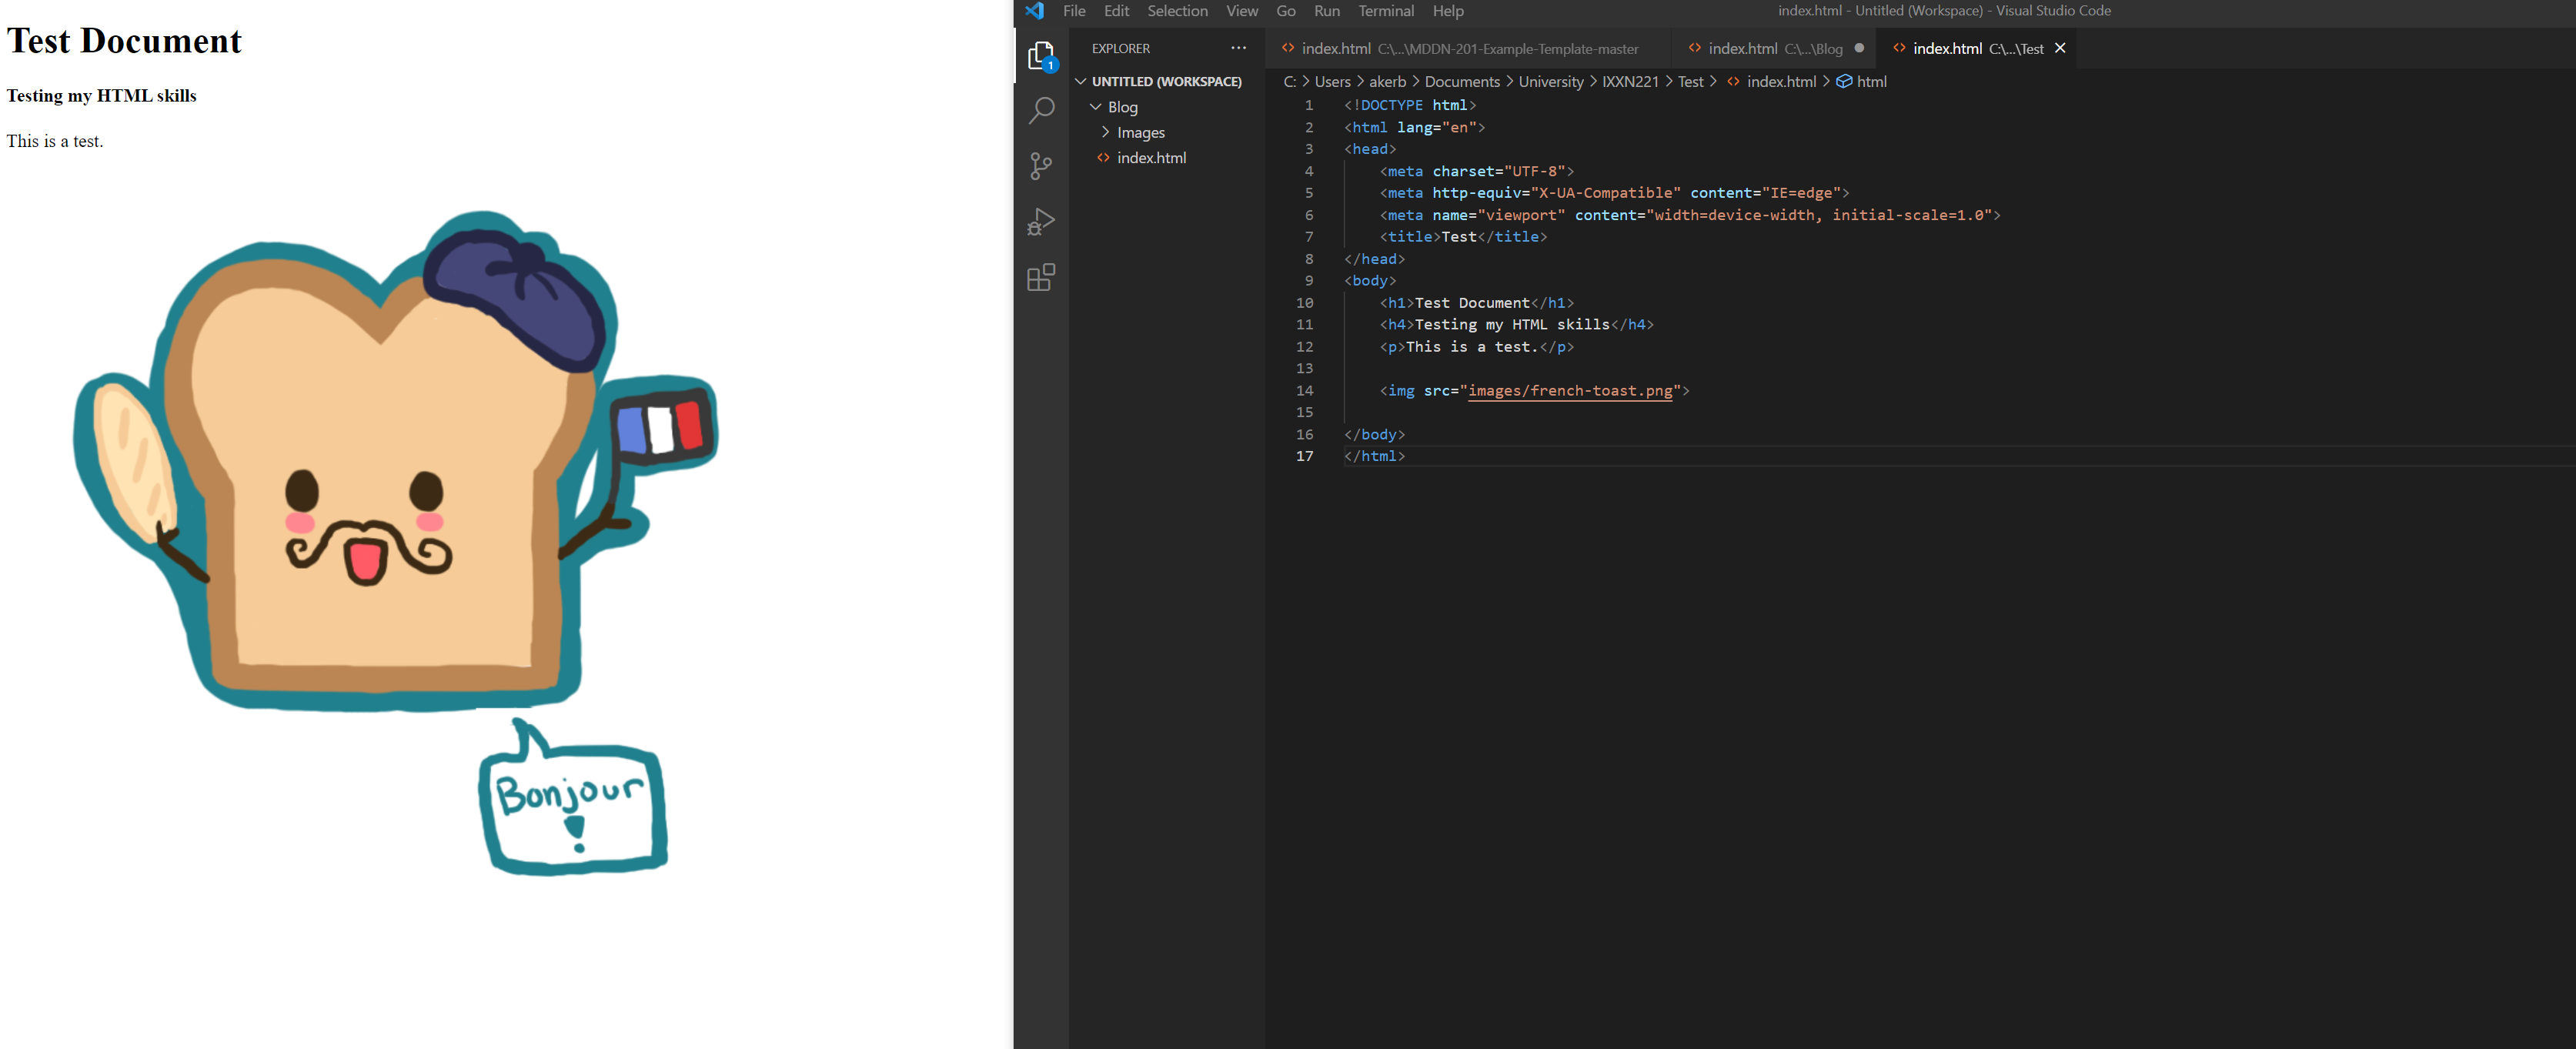 Test Document
Testing my HTML skills
This is a test.
Bonjour
!
File Edit Selection View Go Run Terminal Help
index.html - Untitled (Workspace) - Visual Studio Code
1
EXPLORER ···
UNTITLED (WORKSPACE)
Blog
Images
index.html
index.html C:\...\MDDN-201-Example-Template-master
index.html C:\...\Blog
index.html C:\...\Test
C: > Users > akerb > Documents > University > IXXN221 > Test > index.html > html
1 <!DOCTYPE html>
2 <html lang="en">
3 <head>
4 <meta charset="UTF-8">
5 <meta http-equiv="X-UA-Compatible" content="IE=edge">
6 <meta name="viewport" content="width=device-width, initial-scale=1.0">
7 <title>Test</title>
8 </head>
9 <body>
10 <h1>Test Document</h1>
11 <h4>Testing my HTML skills</h4>
12 <p>This is a test.</p>
13
14 <img src="images/french-toast.png">
15
16 </body>
17 </html>